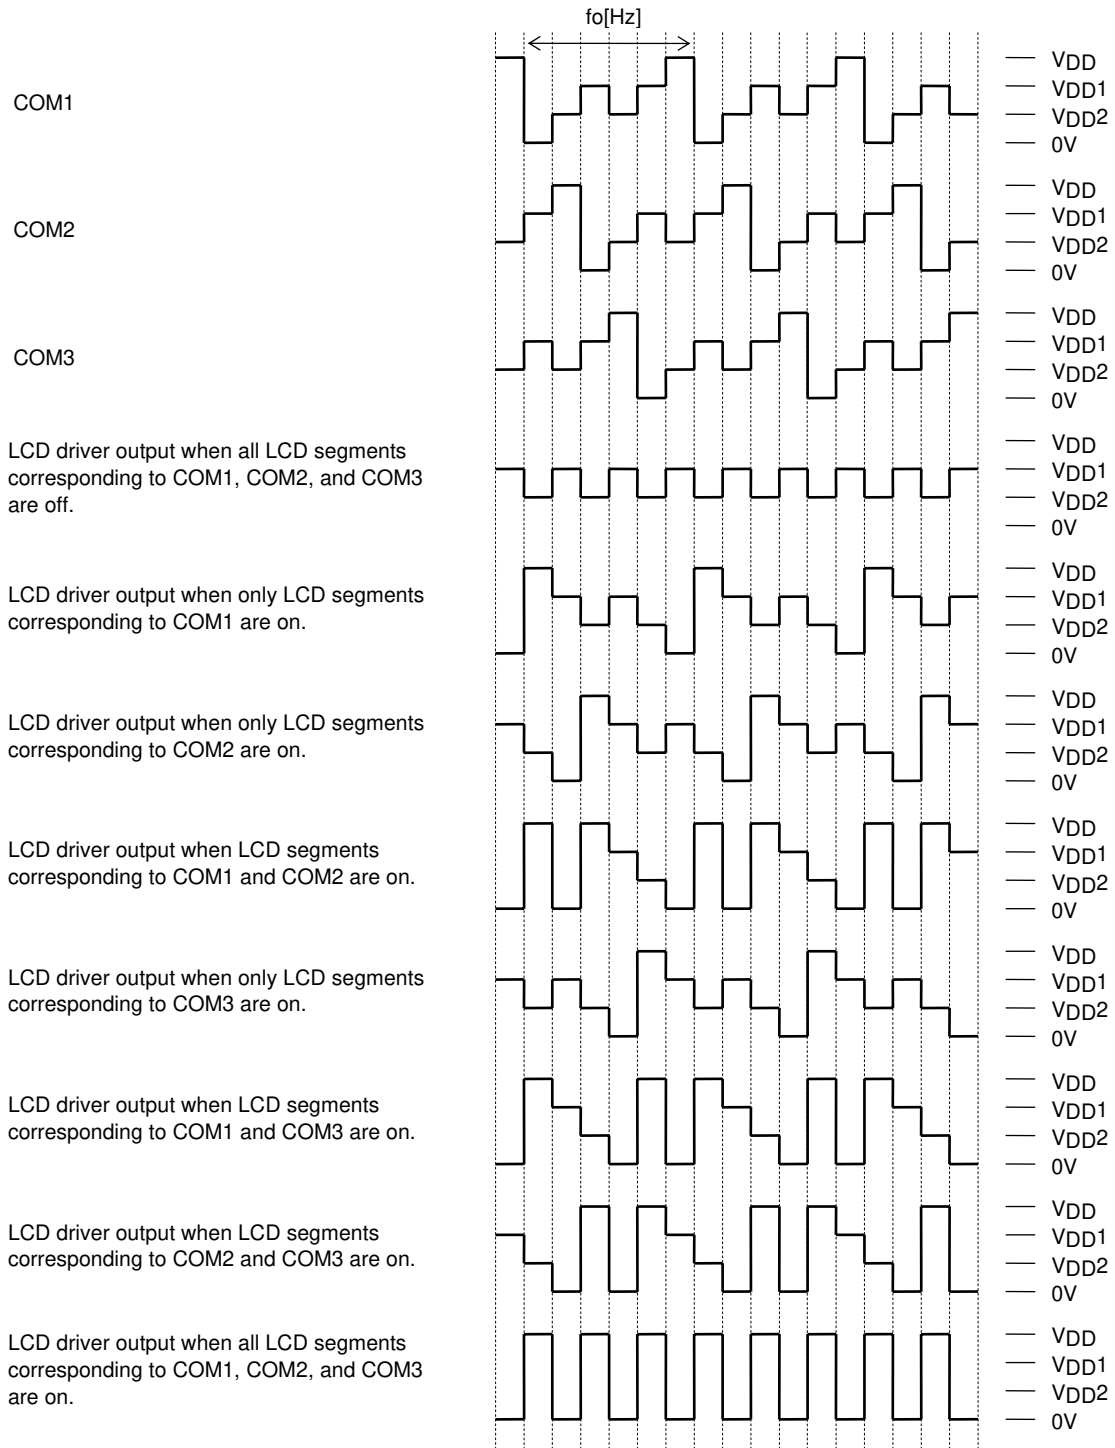 fo[Hz]
COM1
VDD
VDD1
VDD2
0V
COM2
VDD
VDD1
VDD2
0V
COM3
VDD
VDD1
VDD2
0V
LCD driver output when all LCD segments
corresponding to COM1, COM2, and COM3
are off.
VDD
VDD1
VDD2
0V
LCD driver output when only LCD segments
corresponding to COM1 are on.
VDD
VDD1
VDD2
0V
LCD driver output when only LCD segments
corresponding to COM2 are on.
VDD
VDD1
VDD2
0V
LCD driver output when LCD segments
corresponding to COM1 and COM2 are on.
VDD
VDD1
VDD2
0V
LCD driver output when only LCD segments
corresponding to COM3 are on.
VDD
VDD1
VDD2
0V
LCD driver output when LCD segments
corresponding to COM1 and COM3 are on.
VDD
VDD1
VDD2
0V
LCD driver output when LCD segments
corresponding to COM2 and COM3 are on.
VDD
VDD1
VDD2
0V
LCD driver output when all LCD segments
corresponding to COM1, COM2, and COM3
are on.
VDD
VDD1
VDD2
0V